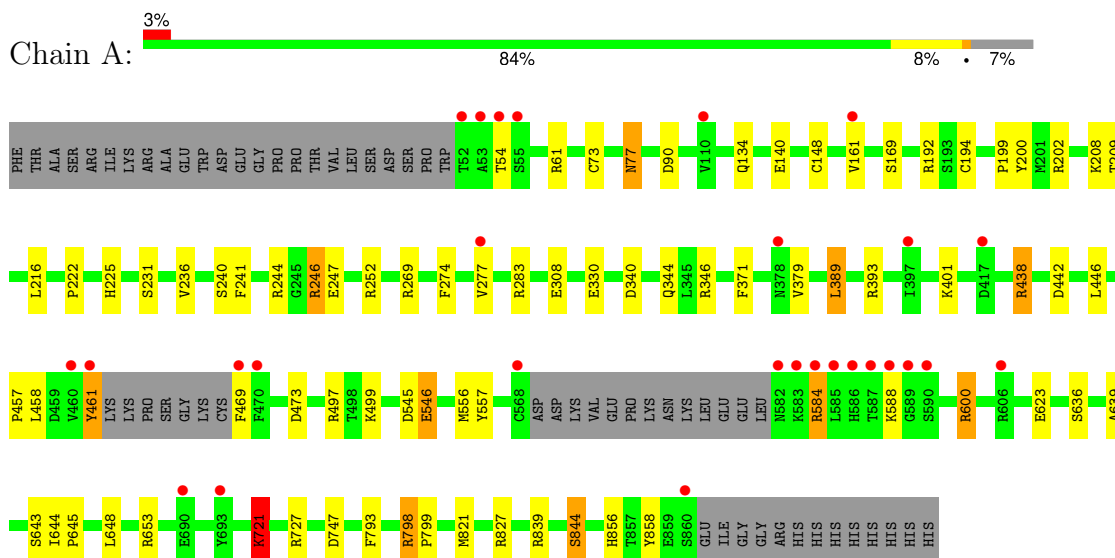 3%
Chain A:
84% 8% • 7%
PHE THR ALA SER ARG ILE LYS ARG ALA GLU TRP ASP GLU GLY PRO PRO THR VAL LEU SER ASP SER PRO TRP T52 A53 T54 S55 R61 C73 N77 D90 V110 Q134 E140 C148 V161 S169 R192 S193 C194 P199 Y200 M201 R202 K208 T209
L216 P222 H225 S231 V236 S240 F241 R244 G245 R246 E247 R252 R269 F274 V277 R283 E308 E330 D340 Q344 L345 R346 F371 N378 V379 L389 R393 I397 K401 D417 R438 D442 L446
P457 L458 D459 V460 Y461 LYS LYS PRO SER GLY LYS CYS F469 F470 D473 R497 T498 K499 D545 E546 M556 Y557 C568 ASP ASP LYS VAL GLU PRO LYS ASN LYS LEU GLU GLU LEU N582 K583 R584 L585 H586 T587 K588 G589 S590 R600 R606 E623 S636 A639
S643 I644 P645 L648 R653 E690 Y693 K721 R727 D747 F793 R798 P799 M821 R827 R839 S844 H856 T857 Y858 E859 S860 GLU ILE GLY GLY ARG HIS HIS HIS HIS HIS HIS HIS HIS